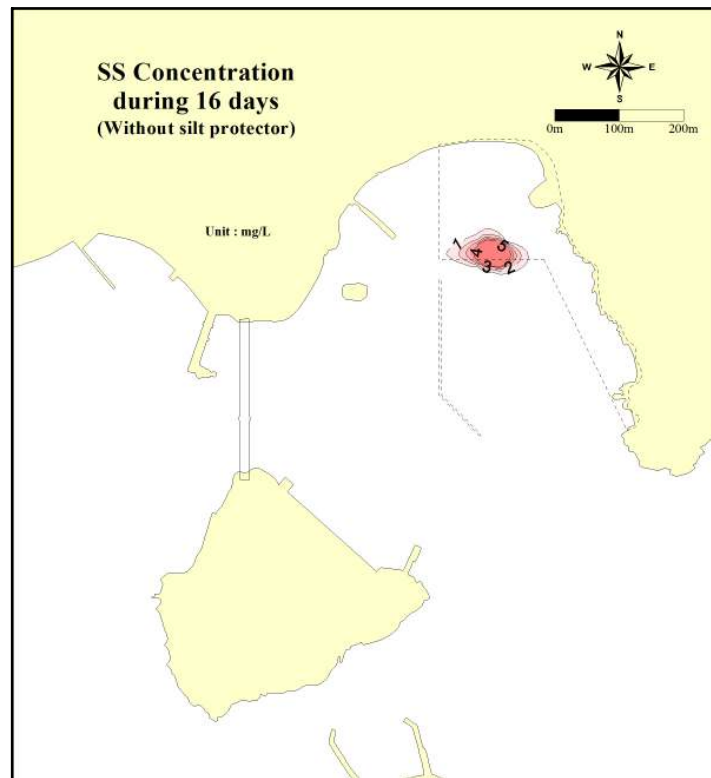 SS Concentration
during 16 days
(Without silt protector)
N
W E
S
0m 100m 200m
Unit : mg/L
1 4 5
3 2